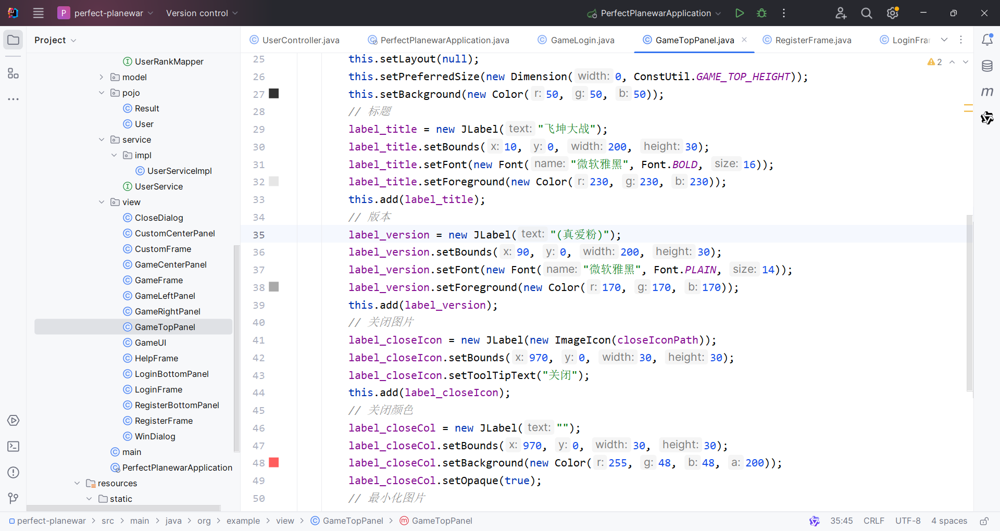 P perfect-planewar Version control PerfectPlanewarApplication
Project
UserController.java PerfectPlanewarApplication.java GameLogin.java GameTopPanel.java RegisterFrame.java LoginFrar
UserRankMapper
model
pojo
Result
User
service
impl
UserServiceImpl
UserService
view
CloseDialog
CustomCenterPanel
CustomFrame
GameCenterPanel
GameFrame
GameLeftPanel
GameRightPanel
GameTopPanel
GameUI
HelpFrame
LoginBottomPanel
LoginFrame
RegisterBottomPanel
RegisterFrame
WinDialog
main
PerfectPlanewarApplication
resources
static
2
25 this.setLayout(null);
26 this.setPreferredSize(new Dimension( width: 0, ConstUtil.GAME_TOP_HEIGHT));
27 this.setBackground(new Color( r: 50, g: 50, b: 50));
28 // 标题
29 label_title = new JLabel( text: "飞坤大战");
30 label_title.setBounds( x: 10, y: 0, width: 200, height: 30);
31 label_title.setFont(new Font( name: "微软雅黑", Font.BOLD, size: 16));
32 label_title.setForeground(new Color( r: 230, g: 230, b: 230));
33 this.add(label_title);
34 // 版本
35 label_version = new JLabel( text: "(真爱粉)");
36 label_version.setBounds( x: 90, y: 0, width: 200, height: 30);
37 label_version.setFont(new Font( name: "微软雅黑", Font.PLAIN, size: 14));
38 label_version.setForeground(new Color( r: 170, g: 170, b: 170));
39 this.add(label_version);
40 // 关闭图片
41 label_closeIcon = new JLabel(new ImageIcon(closeIconPath));
42 label_closeIcon.setBounds( x: 970, y: 0, width: 30, height: 30);
43 label_closeIcon.setToolTipText("关闭");
44 this.add(label_closeIcon);
45 // 关闭颜色
46 label_closeCol = new JLabel( text: "");
47 label_closeCol.setBounds( x: 970, y: 0, width: 30, height: 30);
48 label_closeCol.setBackground(new Color( r: 255, g: 48, b: 48, a: 200));
49 label_closeCol.setOpaque(true);
50 // 最小化图片
perfect-planewar > src > main > java > org > example > view > GameTopPanel > GameTopPanel 35:45 CRLF UTF-8 4 spaces